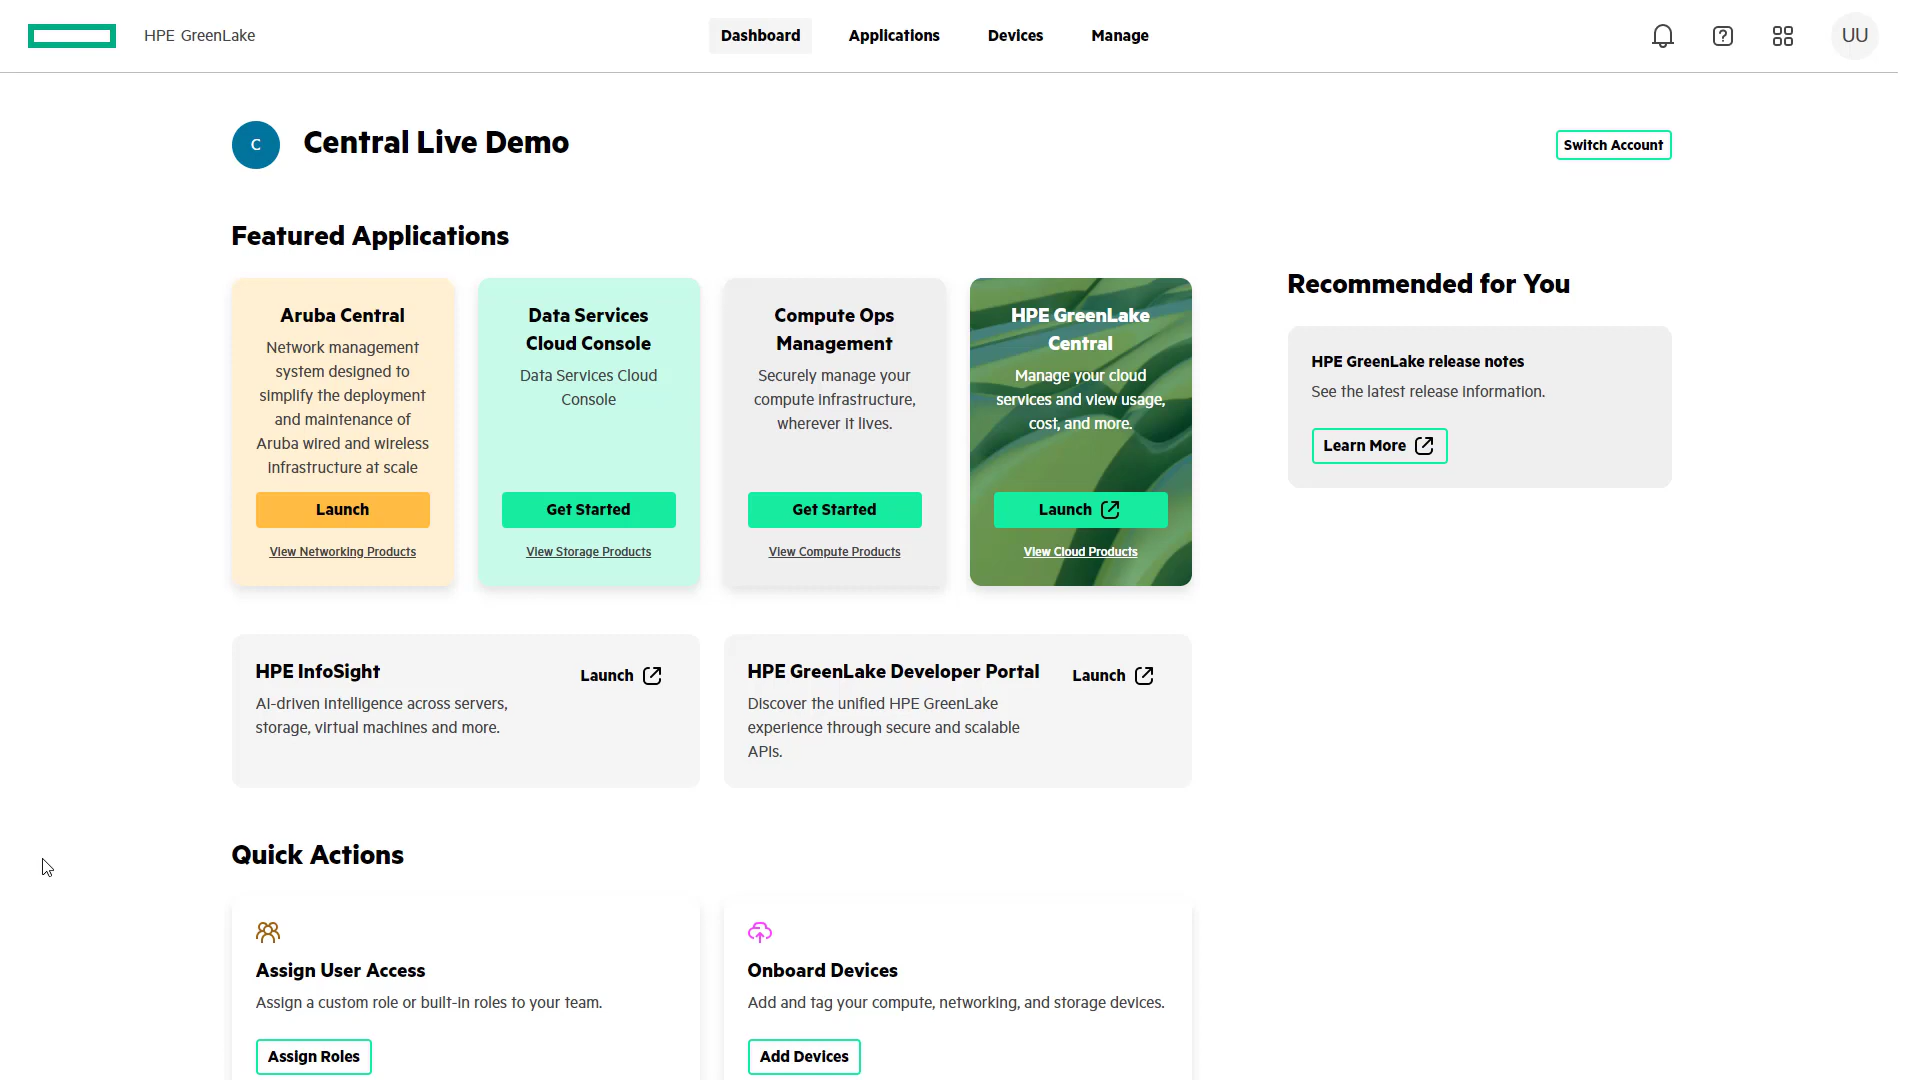 HPE GreenLake
Dashboard
Applications
Devices
Manage
UU
C
Central Live Demo
Switch Account
Featured Applications
Aruba Central
Network management
system designed to
simplify the deployment
and maintenance of
Aruba wired and wireless
infrastructure at scale
Launch
View Networking Products
Data Services
Cloud Console
Data Services Cloud
Console
Get Started
View Storage Products
Compute Ops
Management
Securely manage your
compute infrastructure,
wherever it lives.
Get Started
View Compute Products
HPE GreenLake
Central
Manage your cloud
services and view usage,
cost, and more.
Launch
View Cloud Products
Recommended for You
HPE GreenLake release notes
See the latest release information.
Learn More
HPE InfoSight
Launch
AI-driven intelligence across servers,
storage, virtual machines and more.
HPE GreenLake Developer Portal
Launch
Discover the unified HPE GreenLake
experience through secure and scalable
APIs.
Quick Actions
Assign User Access
Assign a custom role or built-in roles to your team.
Assign Roles
Onboard Devices
Add and tag your compute, networking, and storage devices.
Add Devices